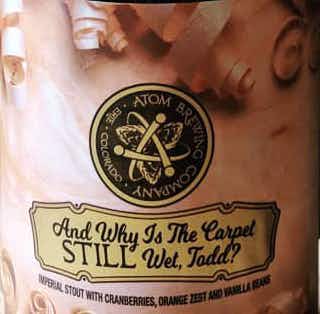 ATOM BREWING COMPANY
ERIE · COLORADO
And Why Is The Carpet
STILL Wet, Todd?
IMPERIAL STOUT WITH CRANBERRIES, ORANGE ZEST AND VANILLA BEANS